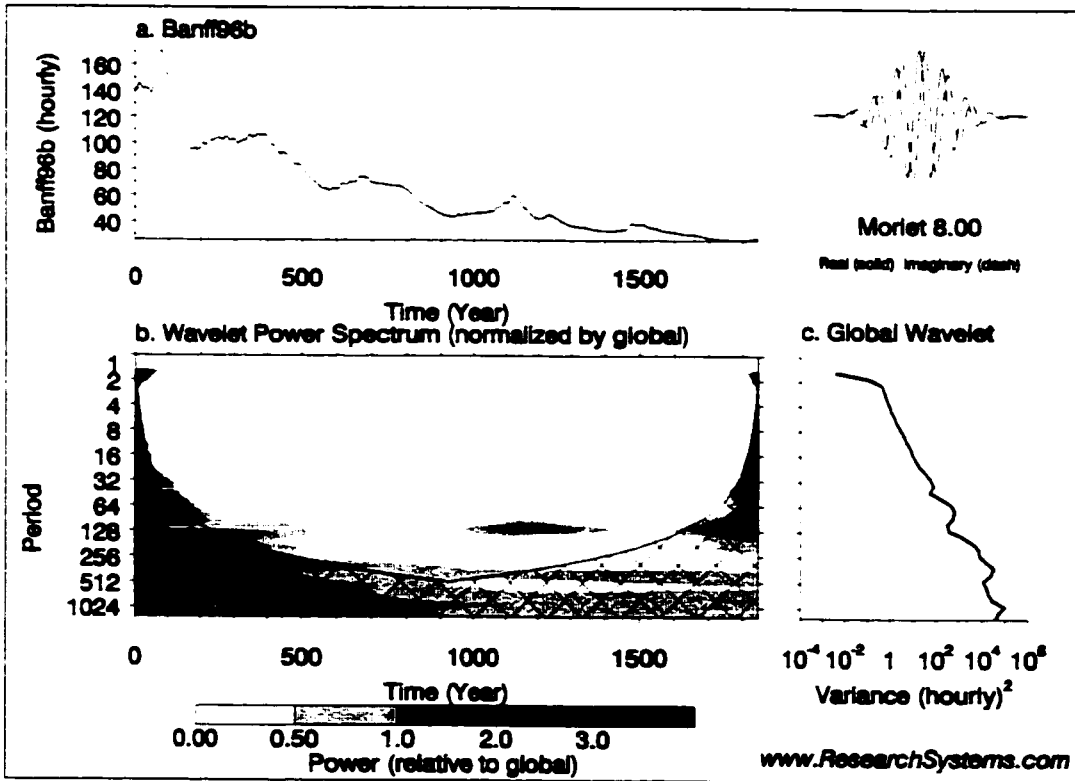 a. Banff96b
Banff96b (hourly)
160
140
120
100
80
60
40
0 500 1000 1500
Time (Year)
Morlet 8.00
Real (solid) Imaginary (dash)
b. Wavelet Power Spectrum (normalized by global)
Period
1
2
4
8
16
32
64
128
256
512
1024
0 500 1000 1500
Time (Year)
c. Global Wavelet
10⁻⁴ 10⁻² 1 10² 10⁴ 10⁶
Variance (hourly)²
0.00 0.50 1.0 2.0 3.0
Power (relative to global)
www.ResearchSystems.com